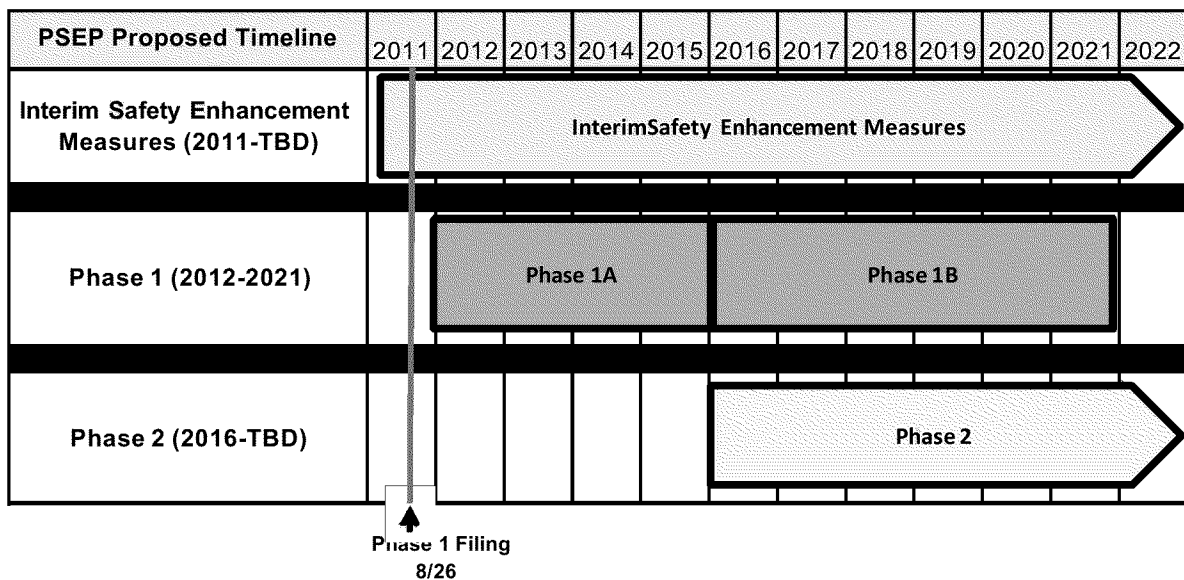 PSEP Proposed Timeline
2011 2012 2013 2014 2015 2016 2017 2018 2019 2020 2021 2022
Interim Safety Enhancement
Measures (2011-TBD)
InterimSafety Enhancement Measures
Phase 1 (2012-2021)
Phase 1A
Phase 1B
Phase 2 (2016-TBD)
Phase 2
Phase 1 Filing
8/26